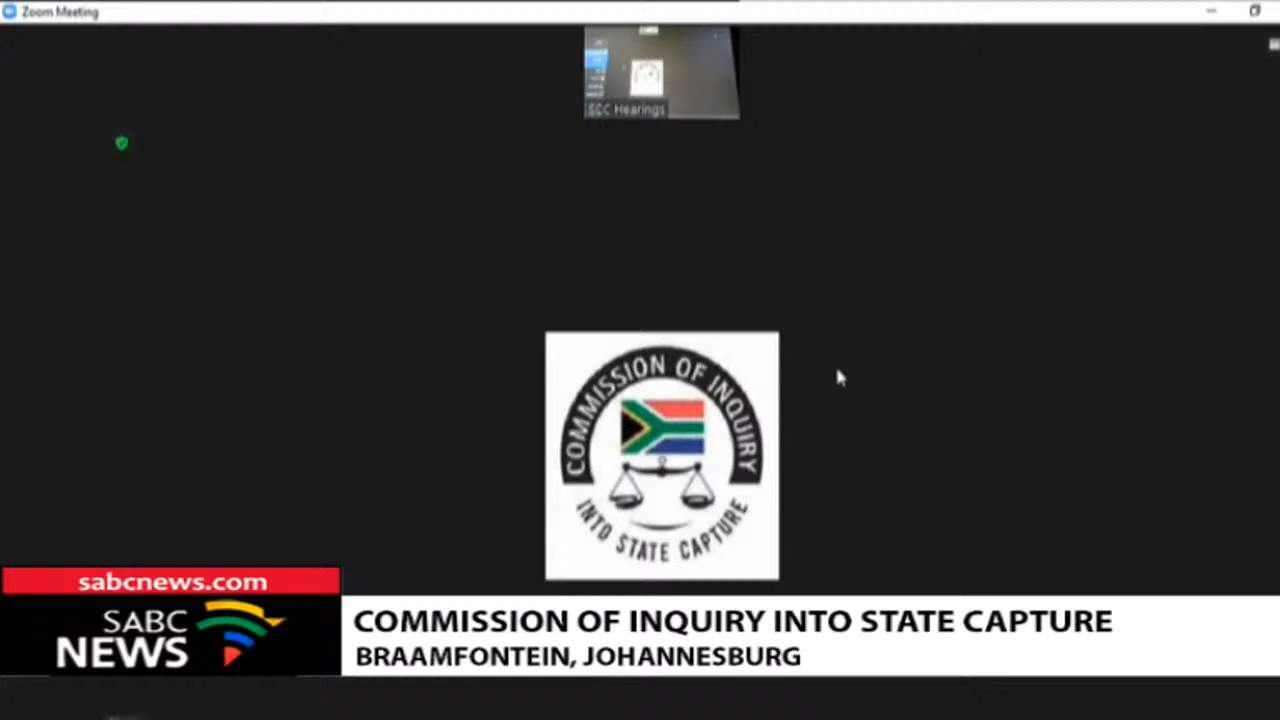 Zoom Meeting
SCC Hearings
COMMISSION OF INQUIRY
INTO STATE CAPTURE
sabcnews.com
SABC
NEWS
COMMISSION OF INQUIRY INTO STATE CAPTURE
BRAAMFONTEIN, JOHANNESBURG